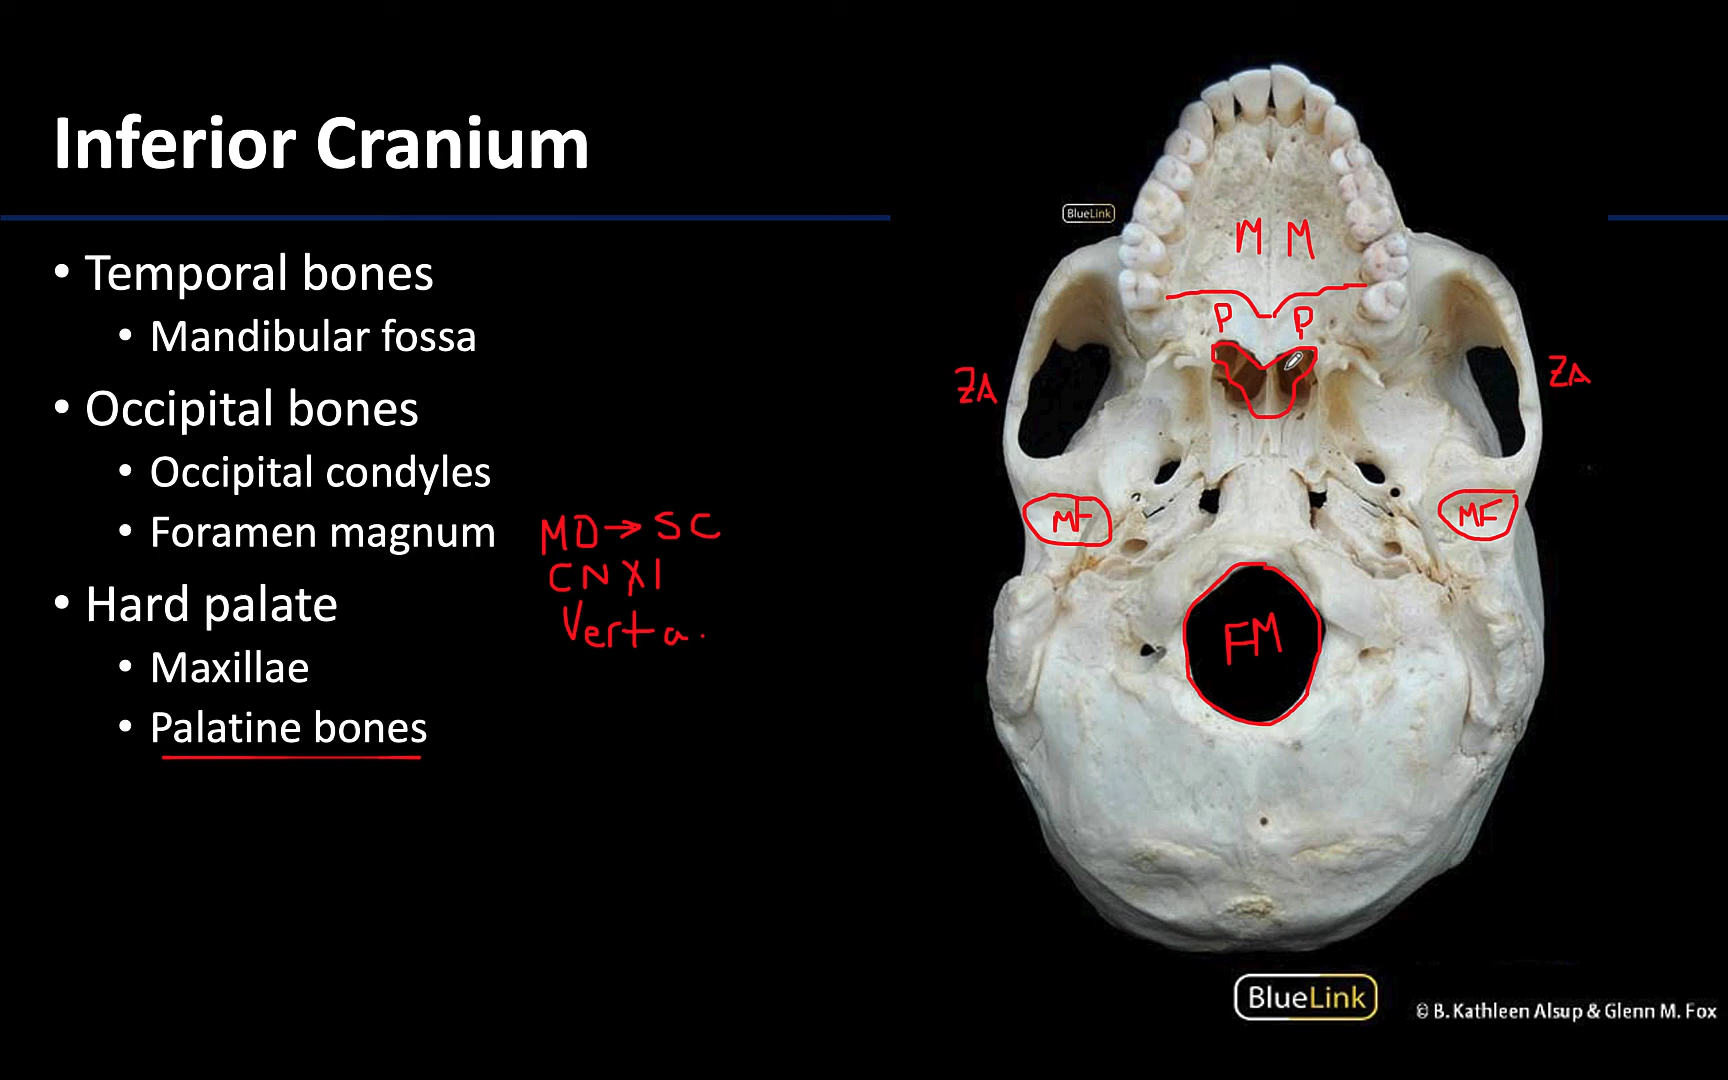 Inferior Cranium
• Temporal bones
• Mandibular fossa
• Occipital bones
• Occipital condyles
• Foramen magnum
MD → SC
CN XI
Vert a.
• Hard palate
• Maxillae
• Palatine bones
BlueLink
M M
P P
ZA ZA
MF MF
FM
BlueLink
© B. Kathleen Alsup & Glenn M. Fox